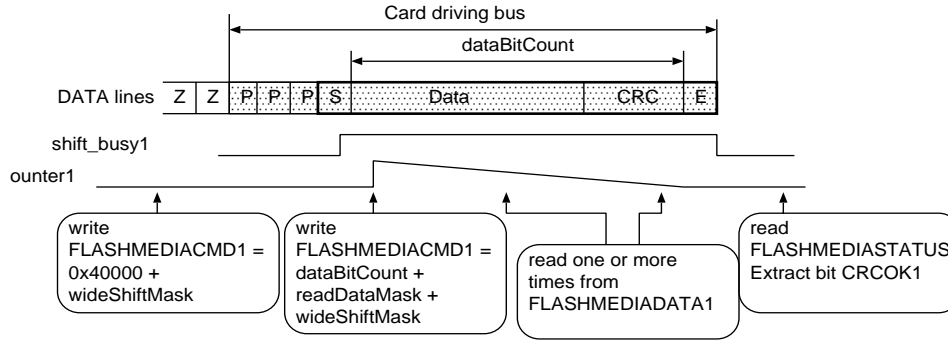 Card driving bus
dataBitCount
DATA lines Z Z P P P S Data CRC E
shift_busy1
ounter1
write
FLASHMEDIACMD1 =
0x40000 +
wideShiftMask
write
FLASHMEDIACMD1 =
dataBitCount +
readDataMask +
wideShiftMask
read one or more
times from
FLASHMEDIADATA1
read
FLASHMEDIASTATUS
Extract bit CRCOK1